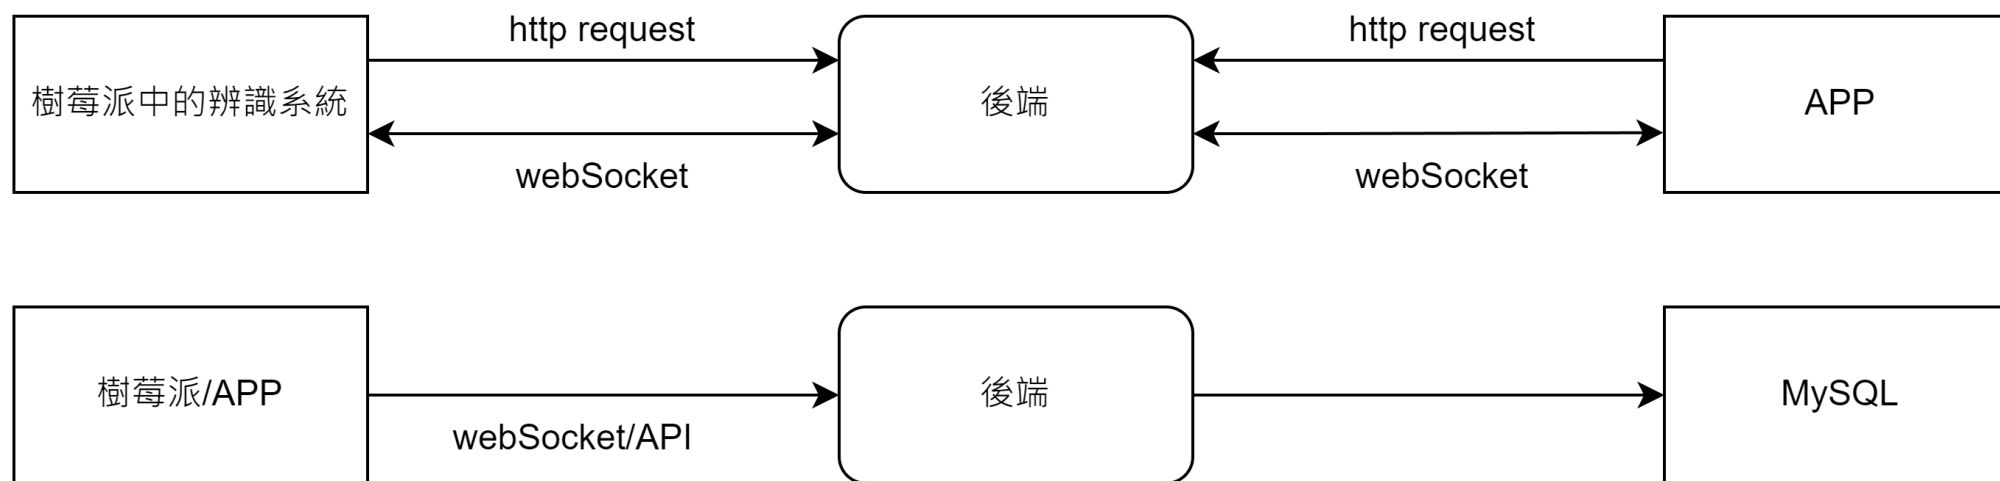 http request
http request
樹莓派中的辨識系統
後端
APP
webSocket
webSocket
樹莓派/APP
後端
MySQL
webSocket/API